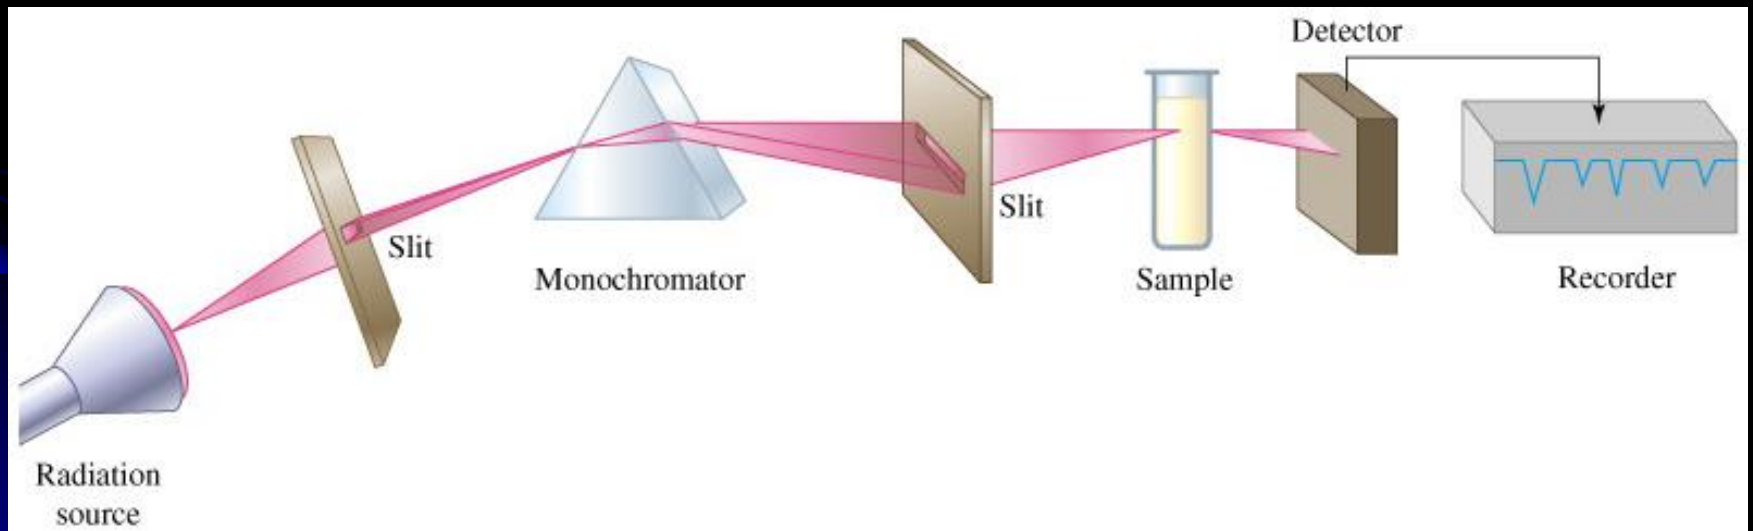 Detector
Slit
Slit
Monochromator
Sample
Recorder
Radiation
source